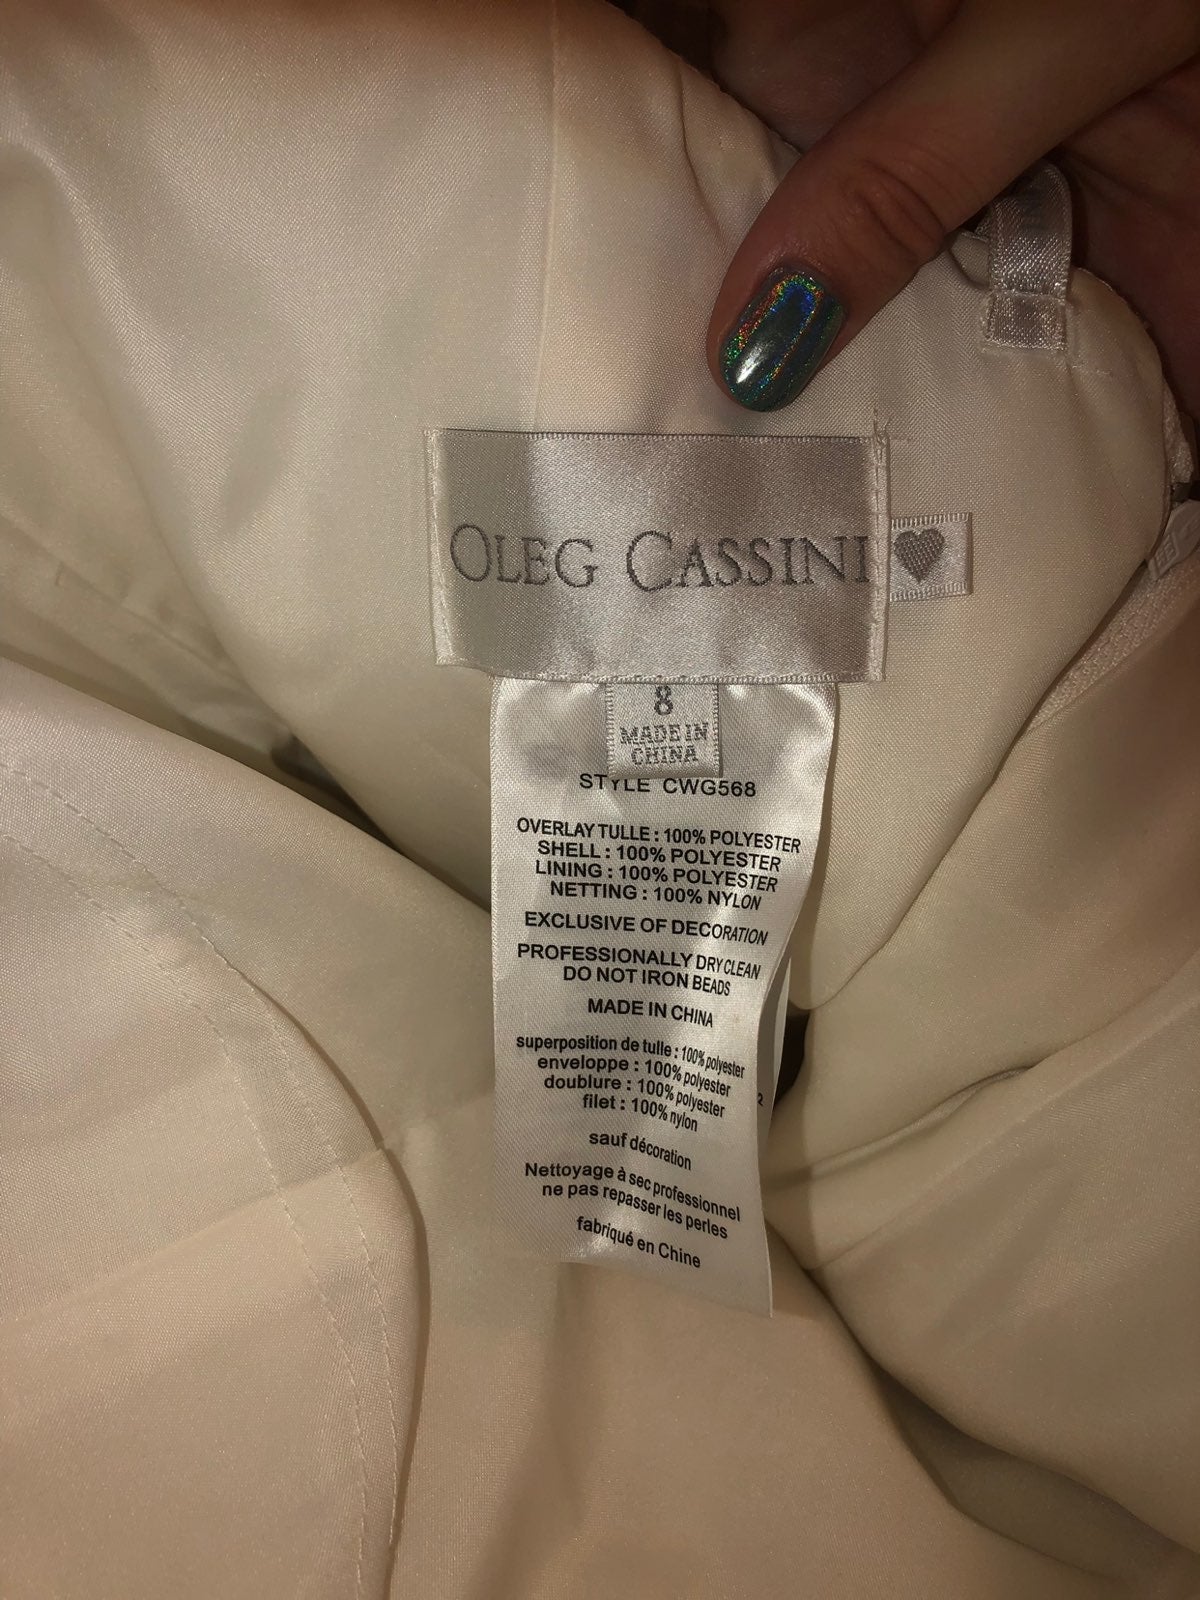 OLEG CASSINI
8
MADE IN
CHINA
STYLE CWG568
OVERLAY TULLE : 100% POLYESTER
SHELL : 100% POLYESTER
LINING : 100% POLYESTER
NETTING : 100% NYLON
EXCLUSIVE OF DECORATION
PROFESSIONALLY DRY CLEAN
DO NOT IRON BEADS
MADE IN CHINA
superposition de tulle : 100% polyester
enveloppe : 100% polyester
doublure : 100% polyester
filet : 100% nylon
sauf décoration
Nettoyage à sec professionnel
ne pas repasser les perles
fabriqué en Chine
2